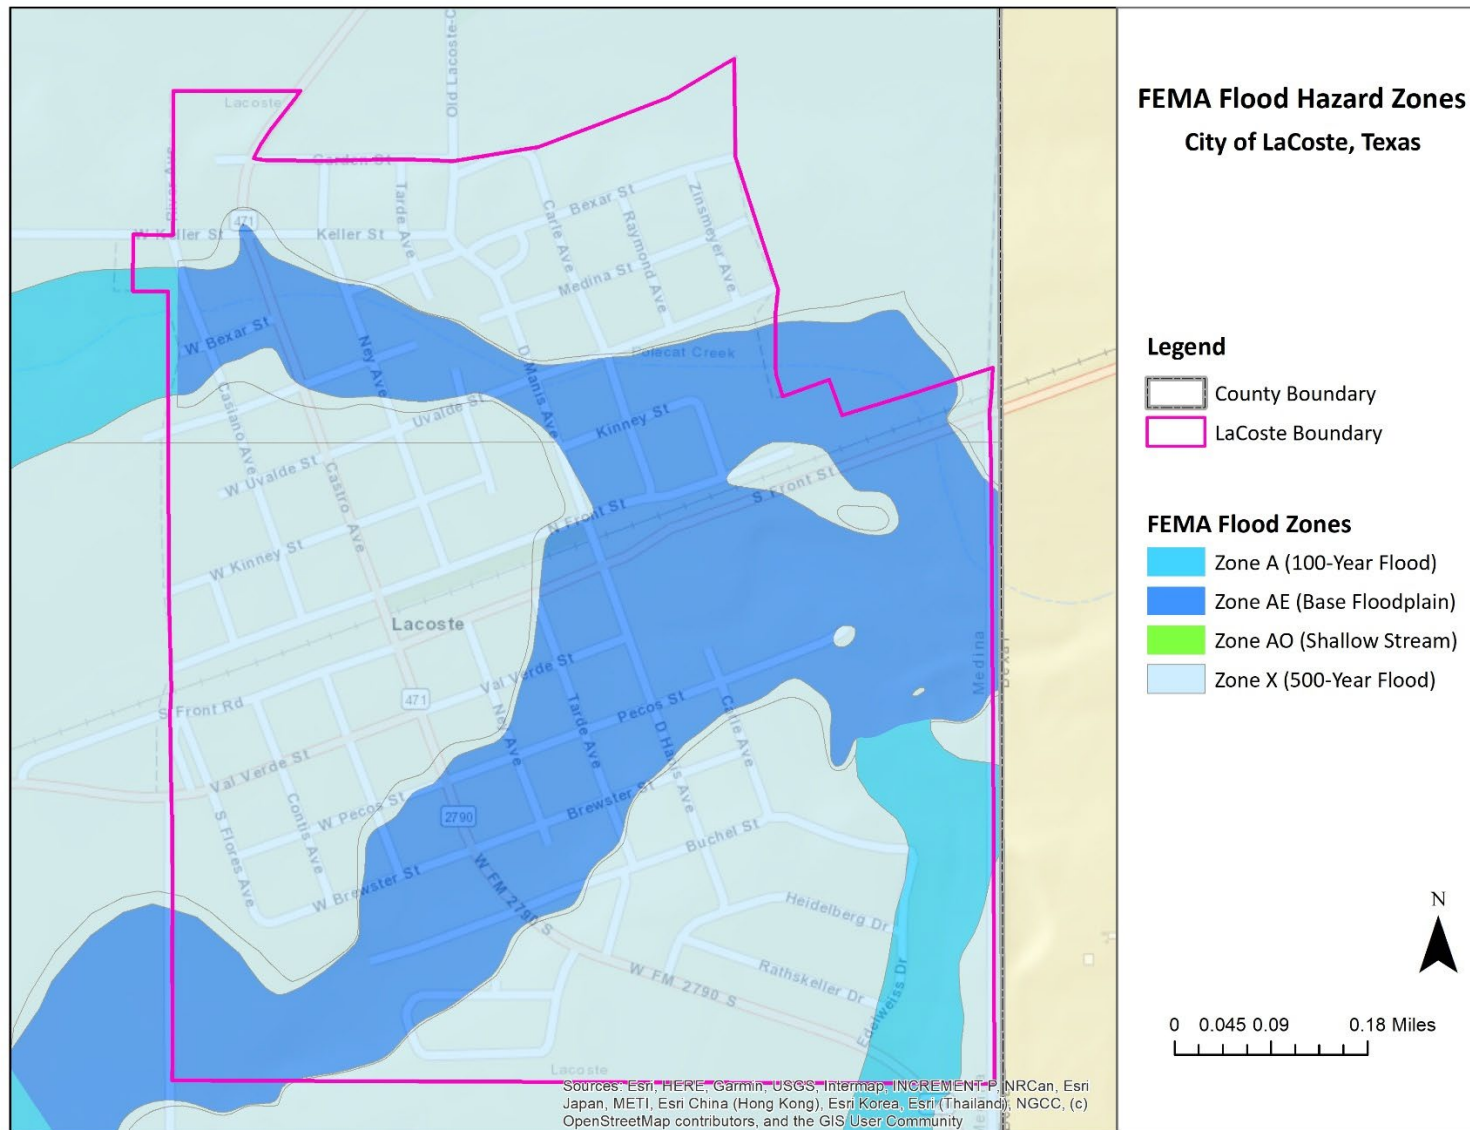 FEMA Flood Hazard Zones
City of LaCoste, Texas
Legend
County Boundary
LaCoste Boundary
FEMA Flood Zones
Zone A (100-Year Flood)
Zone AE (Base Floodplain)
Zone AO (Shallow Stream)
Zone X (500-Year Flood)
N
0 0.045 0.09 0.18 Miles
Lacoste
Old Lacoste-C
River Ave
Garden St
471
W Keller St
Keller St
Tarde Ave
Carle Ave
Bexar St
Raymond Ave
Zinsmeyer Ave
Medina St
W Bexar St
Ney Ave
D Manis Ave
Polecat Creek
Casiano Ave
Uvalde St
Kinney St
W Uvalde St
Castro Ave
N Front St
S Front St
W Kinney St
Lacoste
Medina
Bexar
S Front Rd
471
Val Verde St
Ney Ave
Tarde Ave
Pecos St
D Hanis Ave
Carle Ave
Val Verde St
Contis Ave
W Pecos St
S Flores Ave
2790
Brewster St
Buchel St
W Brewster St
W FM 2790 S
Heidelberg Dr
Rathskeller Dr
Edelweiss Dr
W FM 2790 S
Lacoste
Sources: Esri, HERE, Garmin, USGS, Intermap, INCREMENT P, NRCan, Esri
Japan, METI, Esri China (Hong Kong), Esri Korea, Esri (Thailand), NGCC, (c)
OpenStreetMap contributors, and the GIS User Community